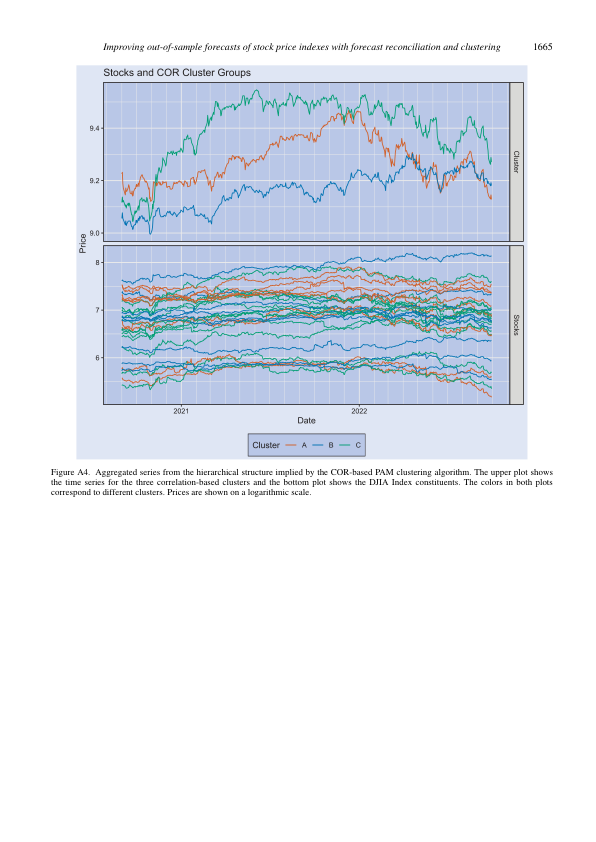 Improving out-of-sample forecasts of stock price indexes with forecast reconciliation and clustering 1665
Stocks and COR Cluster Groups
9.4
9.2
9.0
Cluster
Price
8
7
6
Stocks
2021 2022
Date
Cluster A B C
Figure A4. Aggregated series from the hierarchical structure implied by the COR-based PAM clustering algorithm. The upper plot shows
the time series for the three correlation-based clusters and the bottom plot shows the DJIA Index constituents. The colors in both plots
correspond to different clusters. Prices are shown on a logarithmic scale.